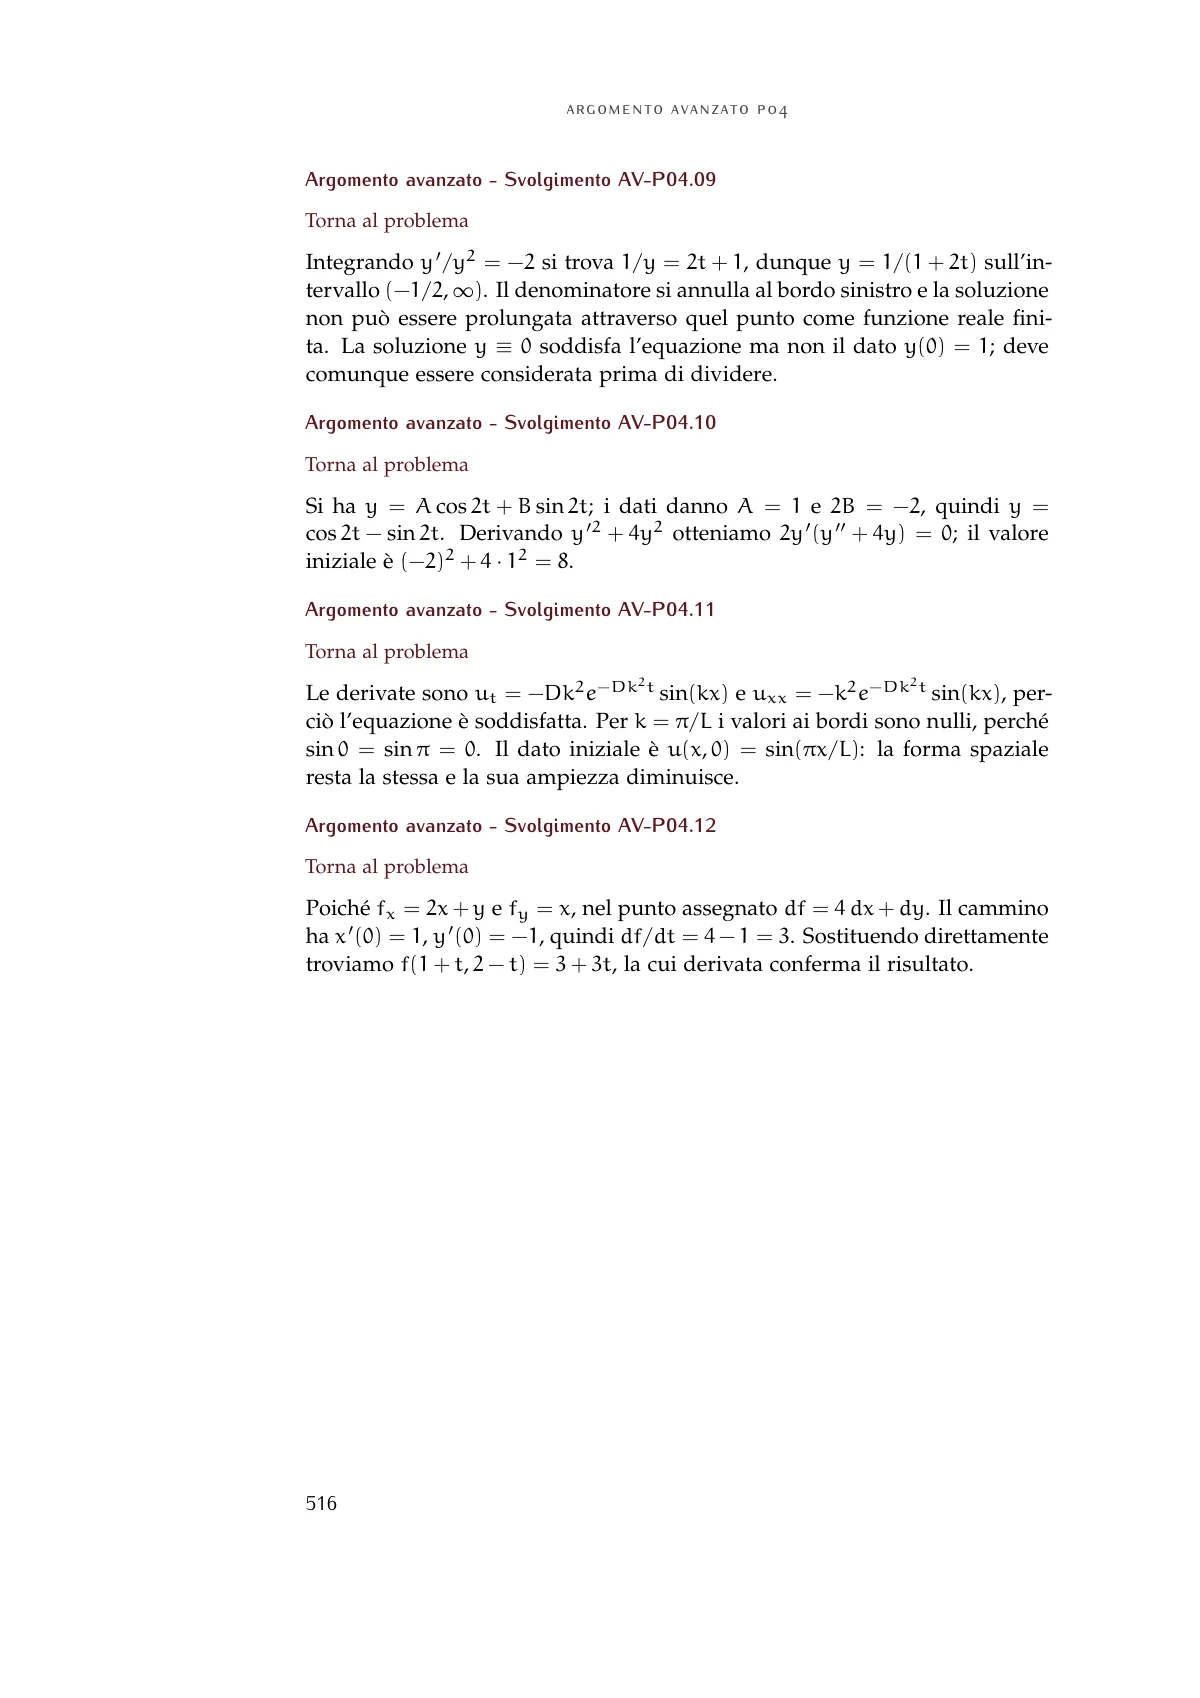 ARGOMENTO AVANZATO P04
Argomento avanzato - Svolgimento AV-P04.09
Torna al problema
Integrando y′/y² = −2 si trova 1/y = 2t + 1, dunque y = 1/(1 + 2t) sull'in-
tervallo (−1/2, ∞). Il denominatore si annulla al bordo sinistro e la soluzione
non può essere prolungata attraverso quel punto come funzione reale fini-
ta. La soluzione y ≡ 0 soddisfa l'equazione ma non il dato y(0) = 1; deve
comunque essere considerata prima di dividere.
Argomento avanzato - Svolgimento AV-P04.10
Torna al problema
Si ha y = A cos 2t + B sin 2t; i dati danno A = 1 e 2B = −2, quindi y =
cos 2t − sin 2t. Derivando y′² + 4y² otteniamo 2y′(y′′ + 4y) = 0; il valore
iniziale è (−2)² + 4 · 1² = 8.
Argomento avanzato - Svolgimento AV-P04.11
Torna al problema
Le derivate sono uₜ = −Dk²e^{−Dk²t} sin(kx) e uₓₓ = −k²e^{−Dk²t} sin(kx), per-
ciò l'equazione è soddisfatta. Per k = π/L i valori ai bordi sono nulli, perché
sin 0 = sin π = 0. Il dato iniziale è u(x, 0) = sin(πx/L): la forma spaziale
resta la stessa e la sua ampiezza diminuisce.
Argomento avanzato - Svolgimento AV-P04.12
Torna al problema
Poiché fₓ = 2x + y e f_y = x, nel punto assegnato df = 4 dx + dy. Il cammino
ha x′(0) = 1, y′(0) = −1, quindi df/dt = 4 − 1 = 3. Sostituendo direttamente
troviamo f(1 + t, 2 − t) = 3 + 3t, la cui derivata conferma il risultato.
516